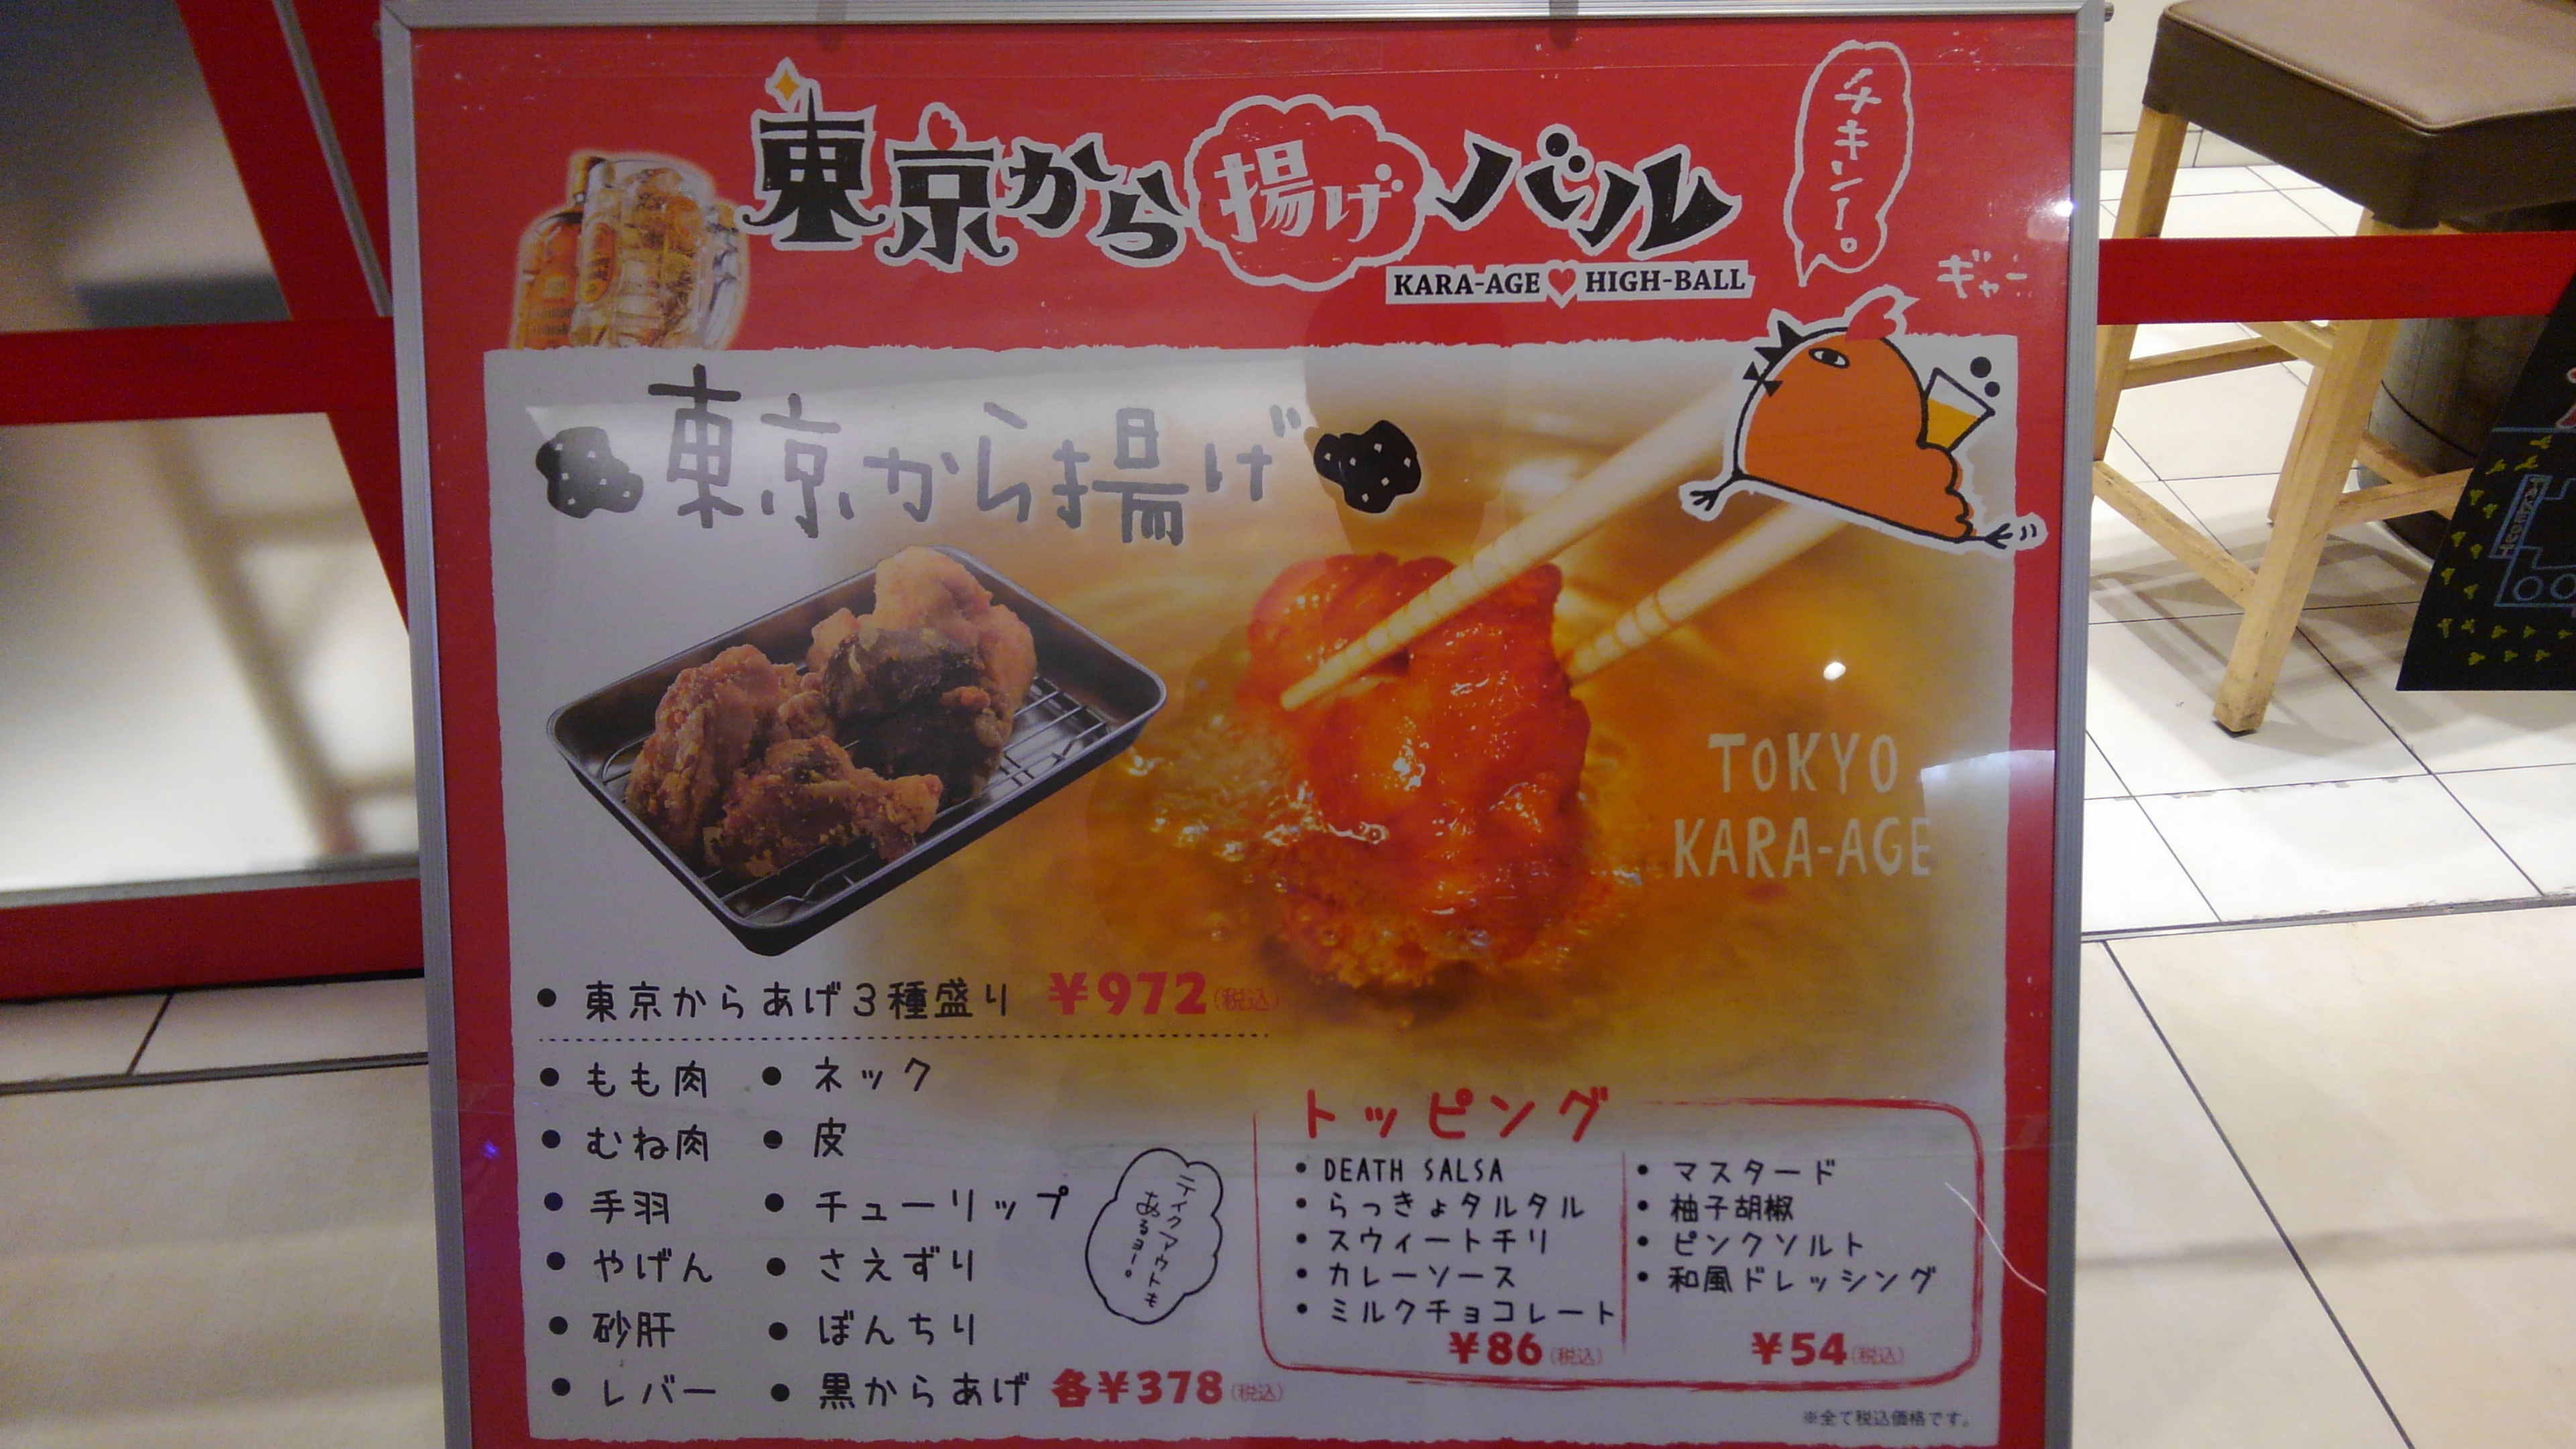 東京から揚げバル
チキンー。
KARA-AGE HIGH-BALL
ギャー
東京から揚げ
TOKYO
KARA-AGE
● 東京からあげ3種盛り ¥972(税込)
● もも肉 ● ネック
● むね肉 ● 皮
● 手羽 ● チューリップ
● やげん ● さえずり
● 砂肝 ● ぼんちり
● レバー ● 黒からあげ 各¥378(税込)
テイクアウトも
あるヨー。
トッピング
• DEATH SALSA
• らっきょタルタル
• スウィートチリ
• カレーソース
• ミルクチョコレート
¥86(税込)
• マスタード
• 柚子胡椒
• ピンクソルト
• 和風ドレッシング
¥54(税込)
※全て税込価格です。